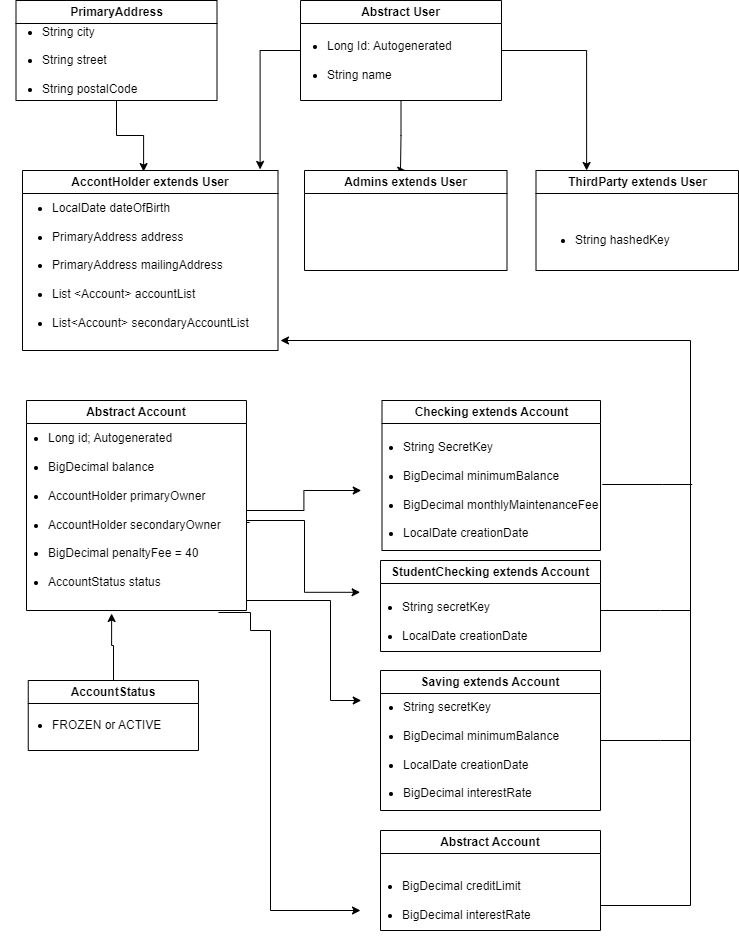 PrimaryAddress
String city
String street
String postalCode
Abstract User
Long Id: Autogenerated
String name
AccontHolder extends User
LocalDate dateOfBirth
PrimaryAddress address
PrimaryAddress mailingAddress
List <Account> accountList
List<Account> secondaryAccountList
Admins extends User
ThirdParty extends User
String hashedKey
Abstract Account
Long id; Autogenerated
BigDecimal balance
AccountHolder primaryOwner
AccountHolder secondaryOwner
BigDecimal penaltyFee = 40
AccountStatus status
Checking extends Account
String SecretKey
BigDecimal minimumBalance
BigDecimal monthlyMaintenanceFee
LocalDate creationDate
StudentChecking extends Account
String secretKey
LocalDate creationDate
AccountStatus
FROZEN or ACTIVE
Saving extends Account
String secretKey
BigDecimal minimumBalance
LocalDate creationDate
BigDecimal interestRate
Abstract Account
BigDecimal creditLimit
BigDecimal interestRate